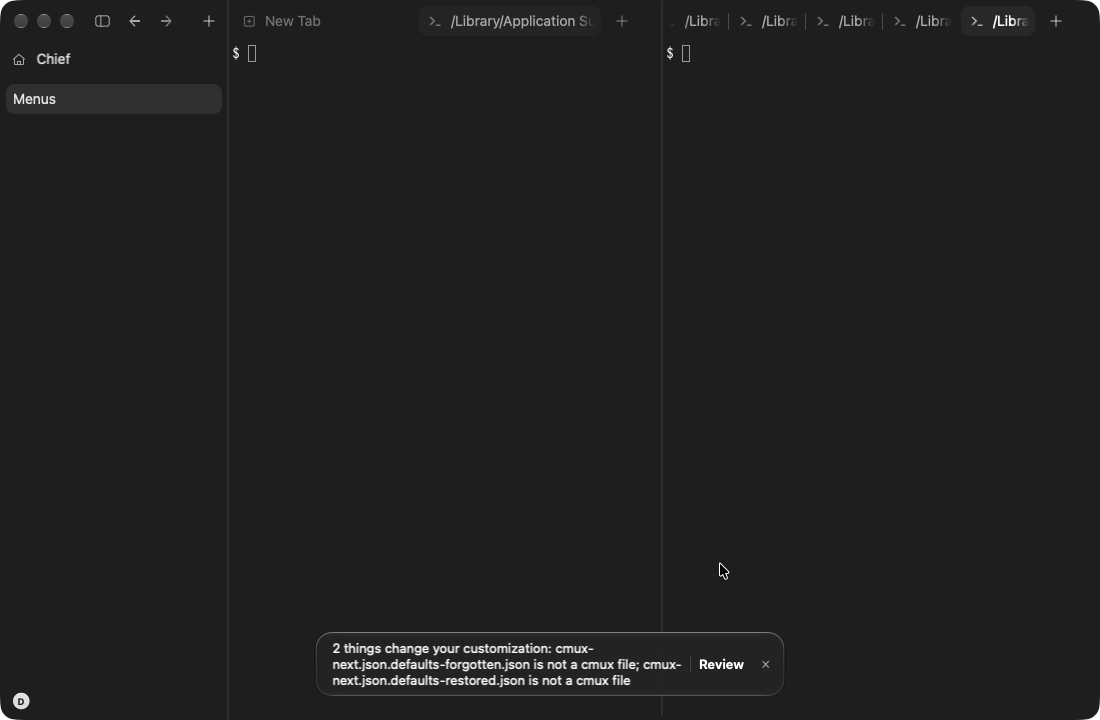 New Tab
/Library/Application Su
/Libra
/Libra
/Libra
/Libra
/Libra
Chief
Menus
$
$
2 things change your customization: cmux-
next.json.defaults-forgotten.json is not a cmux file; cmux-
next.json.defaults-restored.json is not a cmux file
Review
D